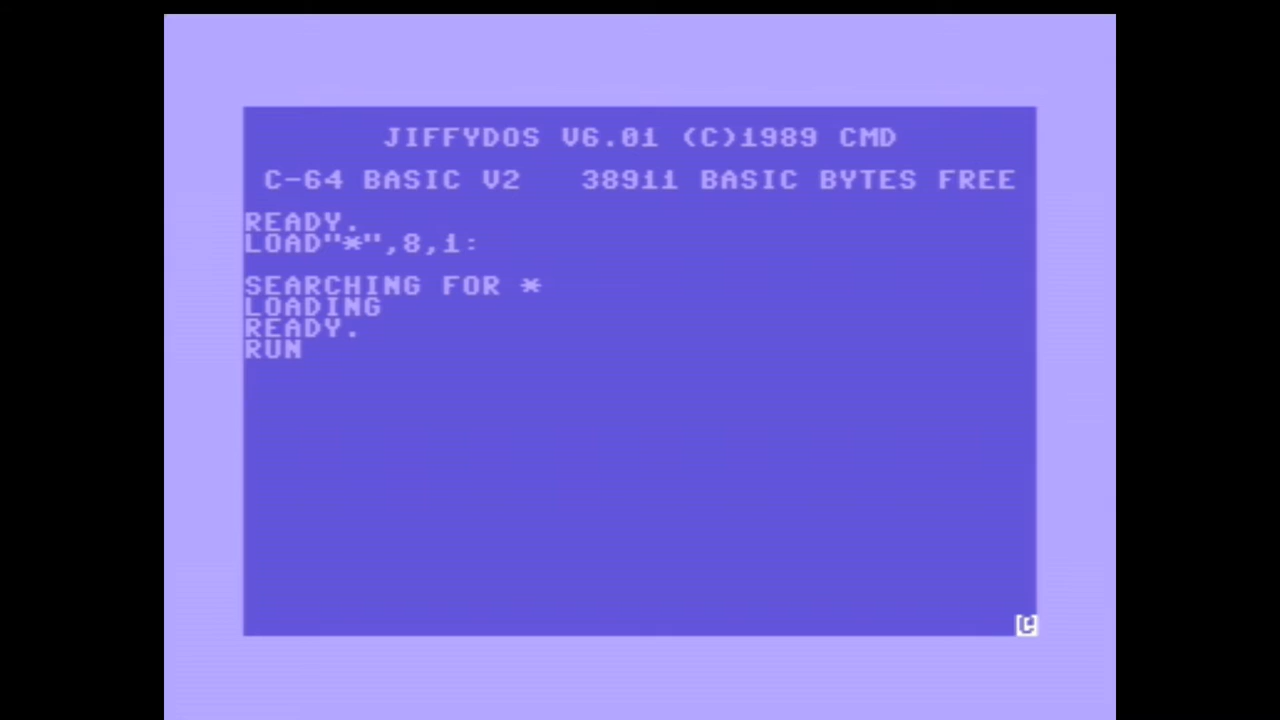 JIFFYDOS V6.01 (C)1989 CMD
C-64 BASIC V2   38911 BASIC BYTES FREE
READY.
LOAD"*",8,1:
SEARCHING FOR *
LOADING
READY.
RUN
C